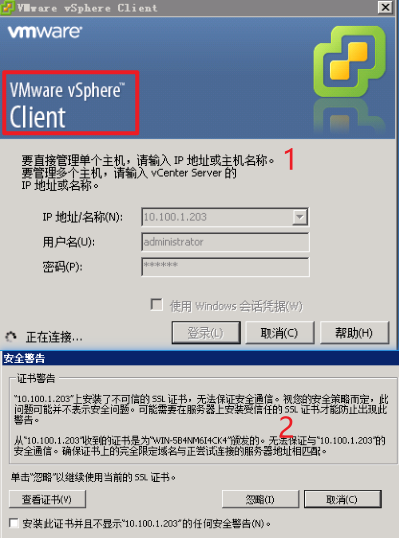 VMware vSphere Client
vmware®
VMware vSphere™
Client
要直接管理单个主机，请输入 IP 地址或主机名称。
1
要管理多个主机，请输入 vCenter Server 的
IP 地址或名称。
IP 地址/名称(N):
10.100.1.203
用户名(U):
administrator
密码(P):
******
使用 Windows 会话凭据(W)
正在连接...
登录(L)
取消(C)
帮助(H)
安全警告
证书警告
"10.100.1.203"上安装了不可信的 SSL 证书，无法保证安全通信。视您的安全策略而定，此
问题可能并不表示安全问题。可能需要在服务器上安装受信任的 SSL 证书才能防止出现此
警告。
2
从"10.100.1.203"收到的证书是为"WIN-5B4NM6I4CK4"颁发的。无法保证与"10.100.1.203"的
安全通信。确保证书上的完全限定域名与正尝试连接的服务器地址相匹配。
单击"忽略"以继续使用当前的 SSL 证书。
查看证书(V)
忽略(I)
取消(C)
安装此证书并且不显示"10.100.1.203"的任何安全警告(N)。